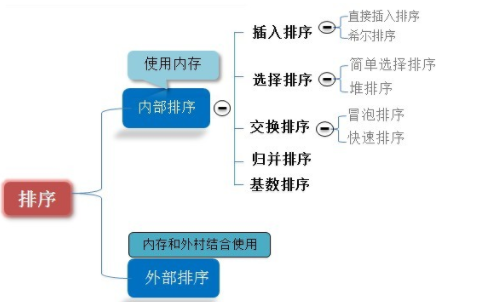 直接插入排序
插入排序
希尔排序
使用内存
简单选择排序
选择排序
堆排序
内部排序
冒泡排序
交换排序
快速排序
归并排序
基数排序
排序
内存和外村结合使用
外部排序